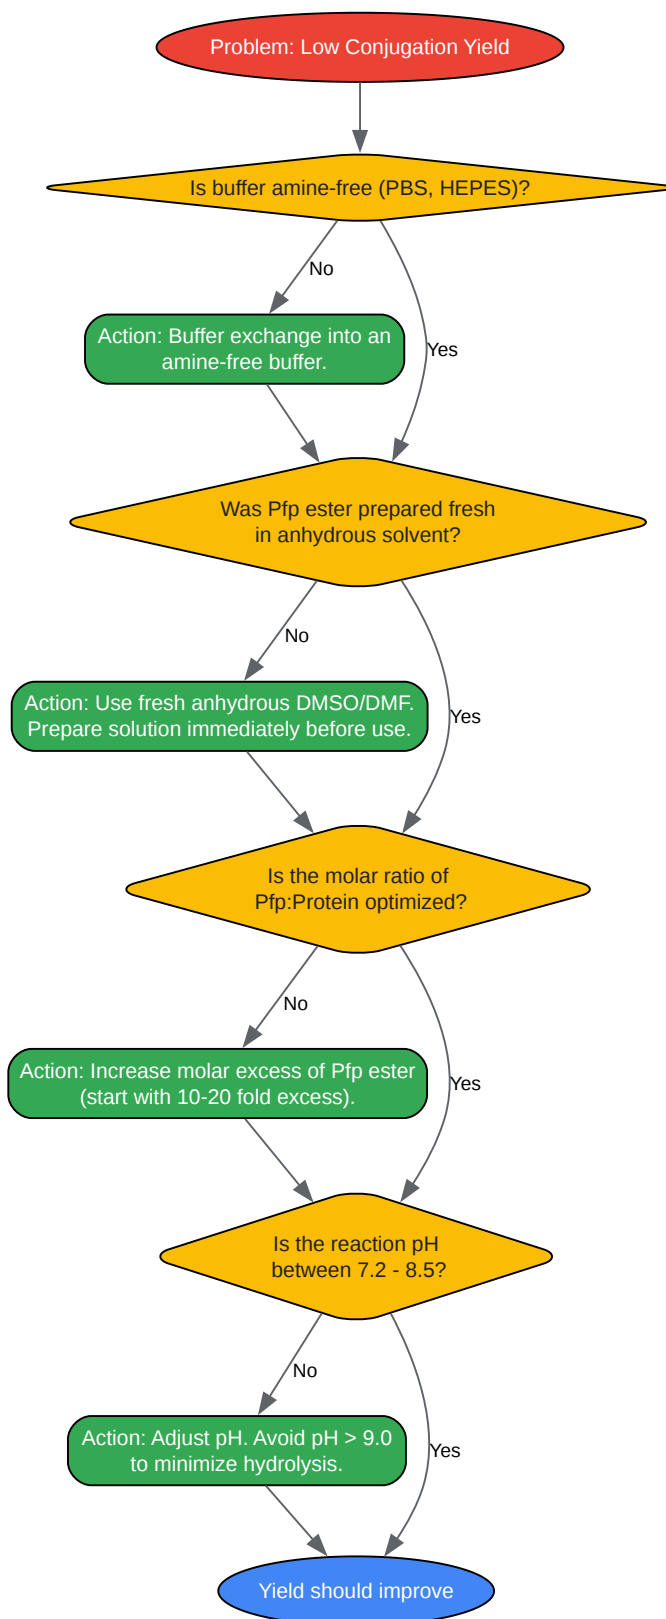 Problem: Low Conjugation Yield
Is buffer amine-free (PBS, HEPES)?
No
Action: Buffer exchange into an
amine-free buffer.
Yes
Was Pfp ester prepared fresh
in anhydrous solvent?
No
Action: Use fresh anhydrous DMSO/DMF.
Prepare solution immediately before use.
Yes
Is the molar ratio of
Pfp:Protein optimized?
No
Action: Increase molar excess of Pfp ester
(start with 10-20 fold excess).
Yes
Is the reaction pH
between 7.2 - 8.5?
No
Action: Adjust pH. Avoid pH > 9.0
to minimize hydrolysis.
Yes
Yield should improve